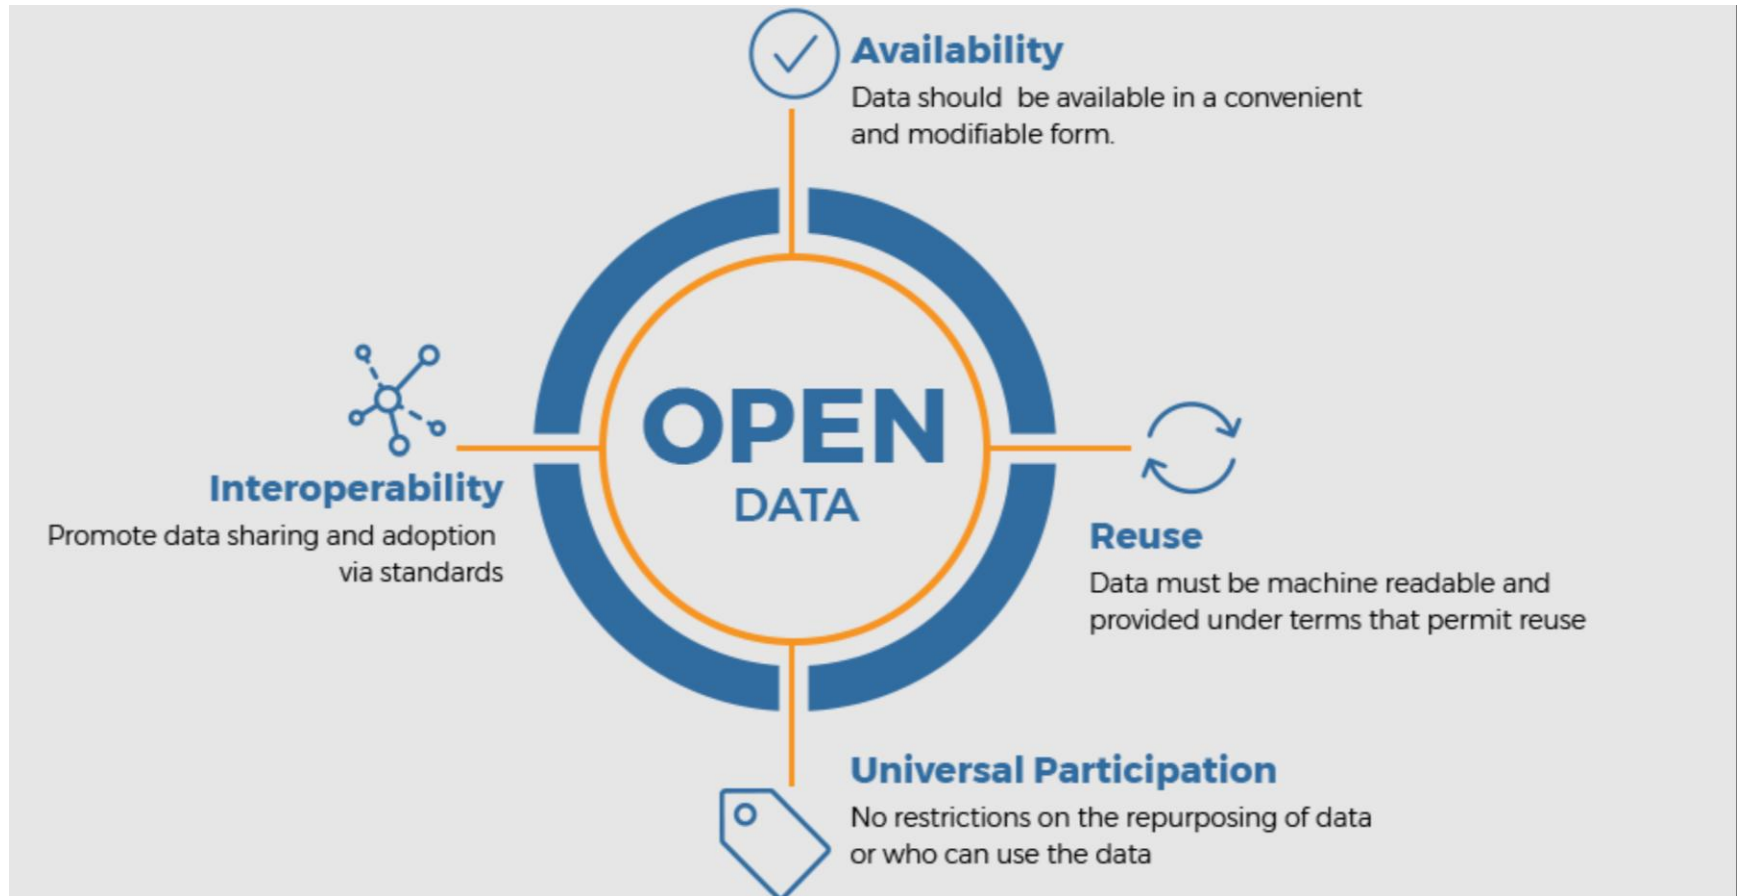 Availability
Data should  be available in a convenient
and modifiable form.
OPEN
DATA
Interoperability
Promote data sharing and adoption
via standards
Reuse
Data must be machine readable and
provided under terms that permit reuse
Universal Participation
No restrictions on the repurposing of data
or who can use the data